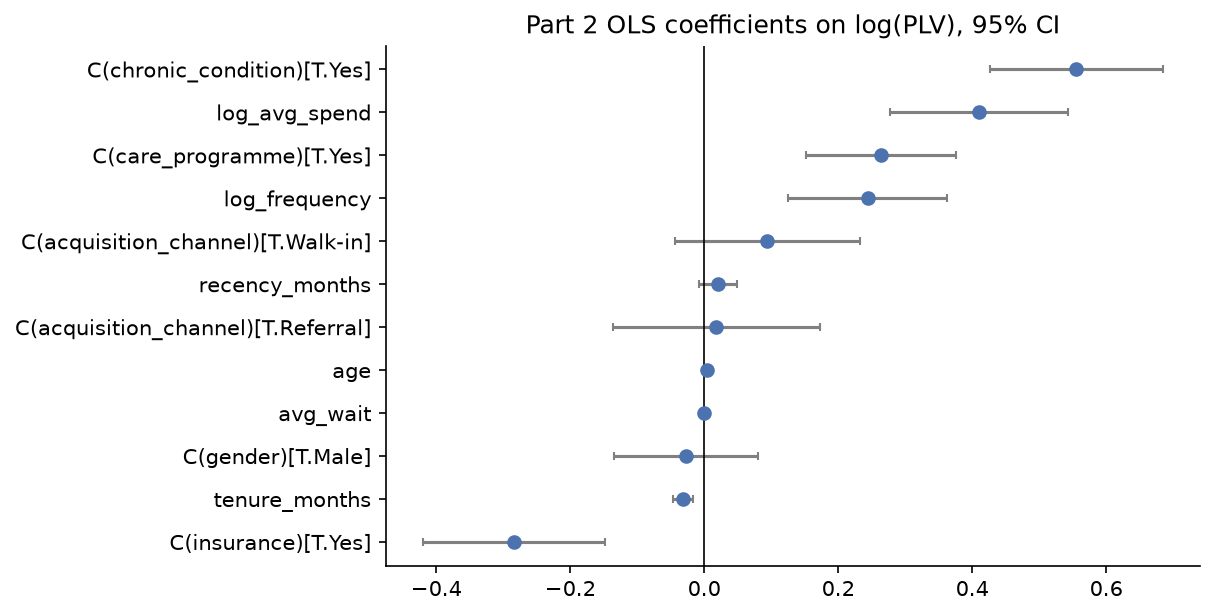 Part 2 OLS coefficients on log(PLV), 95% CI
C(chronic_condition)[T.Yes]
log_avg_spend
C(care_programme)[T.Yes]
log_frequency
C(acquisition_channel)[T.Walk-in]
recency_months
C(acquisition_channel)[T.Referral]
age
avg_wait
C(gender)[T.Male]
tenure_months
C(insurance)[T.Yes]
−0.4 −0.2 0.0 0.2 0.4 0.6